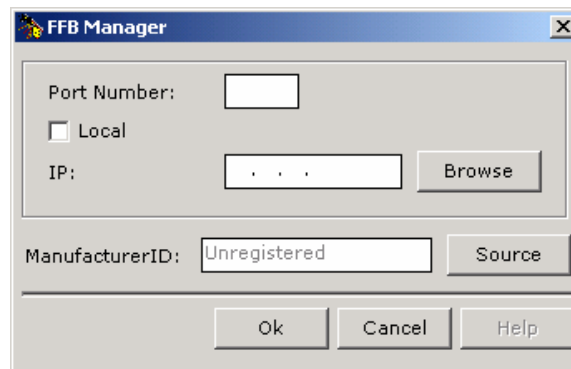 FFB Manager
Port Number:
Local
IP:
. . .
Browse
ManufacturerID:
Unregistered
Source
Ok
Cancel
Help